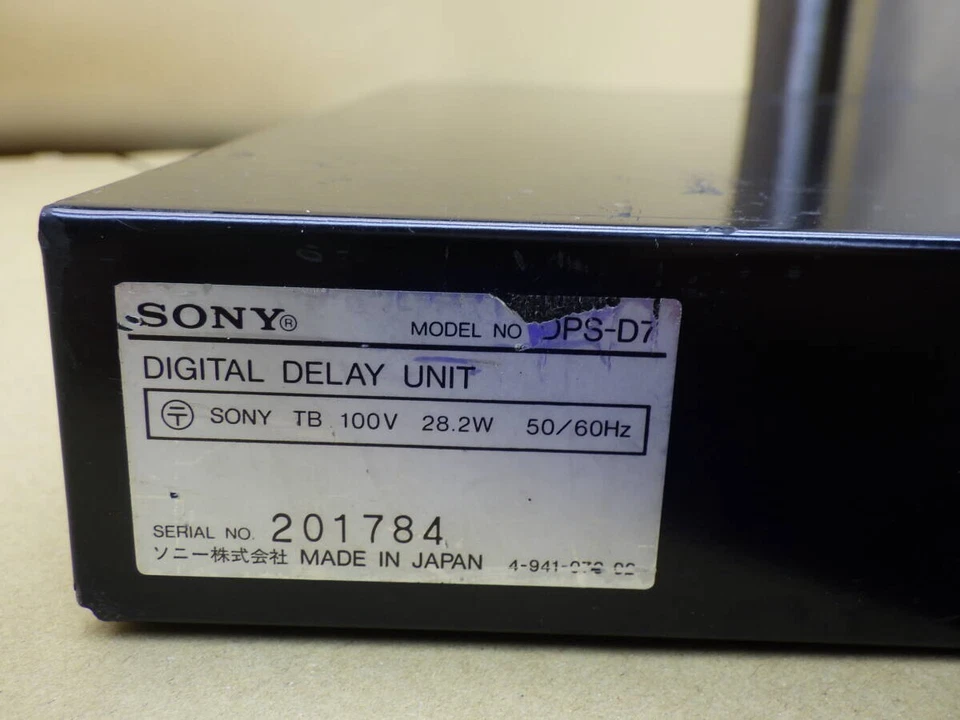 SONY® MODEL NO DPS-D7
DIGITAL DELAY UNIT
〒 SONY TB 100V 28.2W 50/60Hz
SERIAL NO. 201784
ソニー株式会社 MADE IN JAPAN